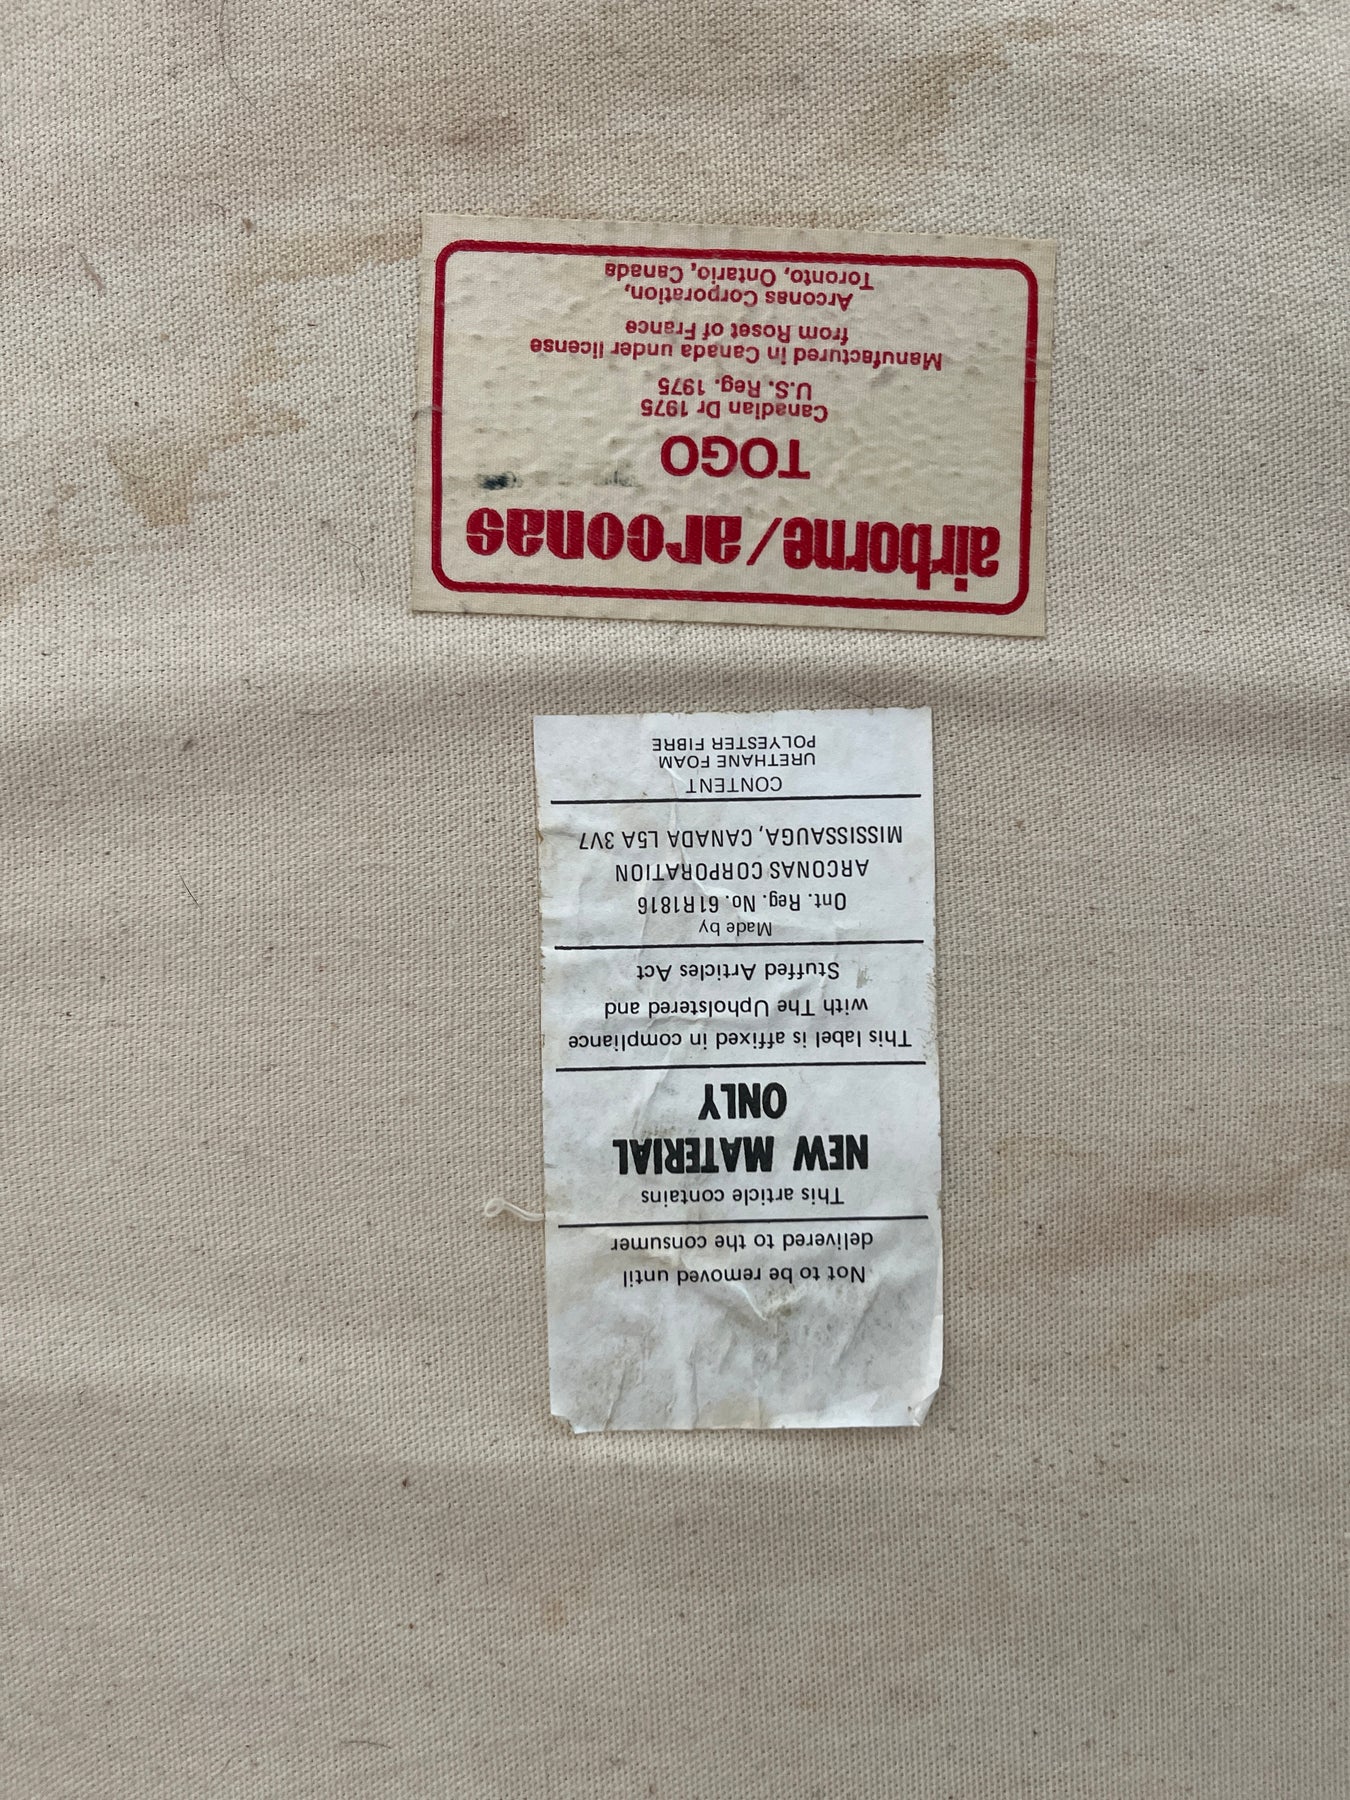 airborne/arconas
TOGO
Canadian Dr 1975
U.S. Reg. 1975
Manufactured in Canada under license
from Roset of France
Arconas Corporation,
Toronto, Ontario, Canada
Not to be removed until
delivered to the consumer
This article contains
NEW MATERIAL
ONLY
This label is affixed in compliance
with The Upholstered and
Stuffed Articles Act
Made by
Ont. Reg. No. 61R1816
ARCONAS CORPORATION
MISSISSAUGA, CANADA L5A 3V7
CONTENT
URETHANE FOAM
POLYESTER FIBRE